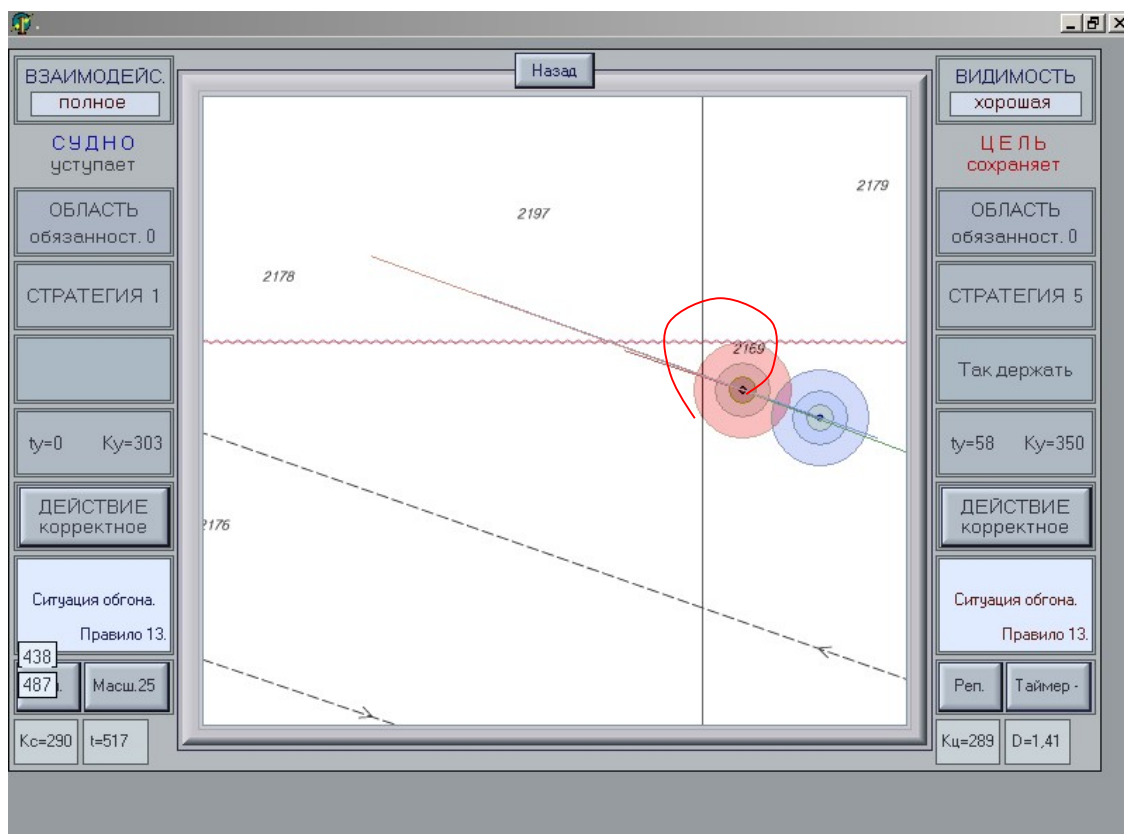 Назад
ВЗАИМОДЕЙС.
полное
СУДНО
уступает
ОБЛАСТЬ
обязанност. 0
СТРАТЕГИЯ 1
ty=0 Ky=303
ДЕЙСТВИЕ
корректное
Ситуация обгона.
Правило 13.
438
487
Масш.25
Kc=290 t=517
2179
2197
2178
2169
2176
ВИДИМОСТЬ
хорошая
ЦЕЛЬ
сохраняет
ОБЛАСТЬ
обязанност. 0
СТРАТЕГИЯ 5
Так держать
ty=58 Ky=350
ДЕЙСТВИЕ
корректное
Ситуация обгона.
Правило 13.
Реп. Таймер -
Kц=289 D=1,41